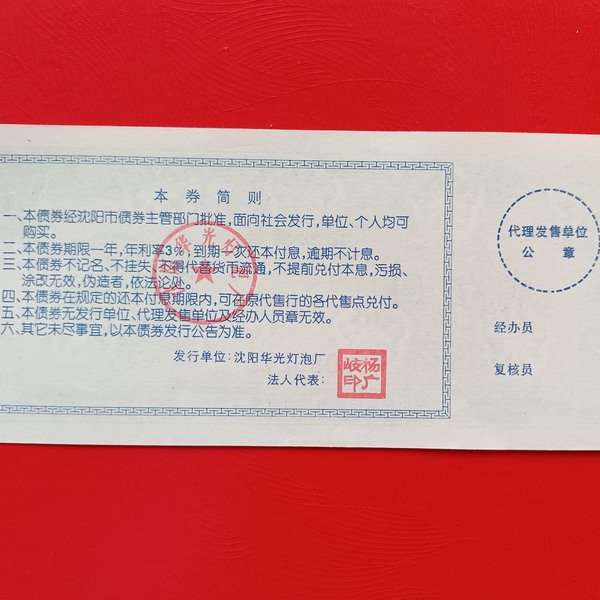 本券简则
一、本债券经沈阳市债券主管部门批准,面向社会发行,单位、个人均可
购买。
二、本债券期限一年,年利率3%,到期一次还本付息,逾期不计息。
三、本债券不记名、不挂失、不得代替货币流通,不提前兑付本息,污损、
涂改无效,伪造者,依法论处。
四、本债券在规定的还本付息期限内,可在原代售行的各代售点兑付。
五、本债券无发行单位、代理发售单位及经办人员章无效。
六、其它未尽事宜,以本债券发行公告为准。
发行单位:沈阳华光灯泡厂
法人代表:
杨广岐印
代理发售单位
公章
经办员
复核员